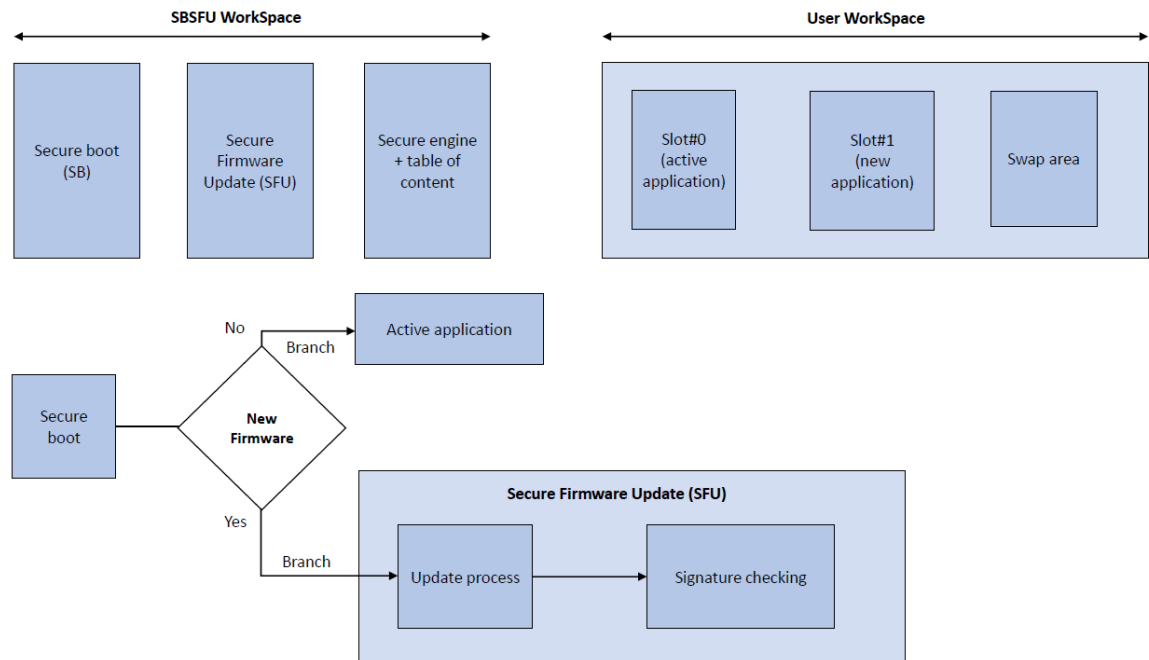 SBSFU WorkSpace
User WorkSpace
Secure boot
(SB)
Secure
Firmware
Update (SFU)
Secure engine
+ table of
content
Slot#0
(active
application)
Slot#1
(new
application)
Swap area
No
Branch
Active application
Secure
boot
New
Firmware
Yes
Branch
Secure Firmware Update (SFU)
Update process
Signature checking